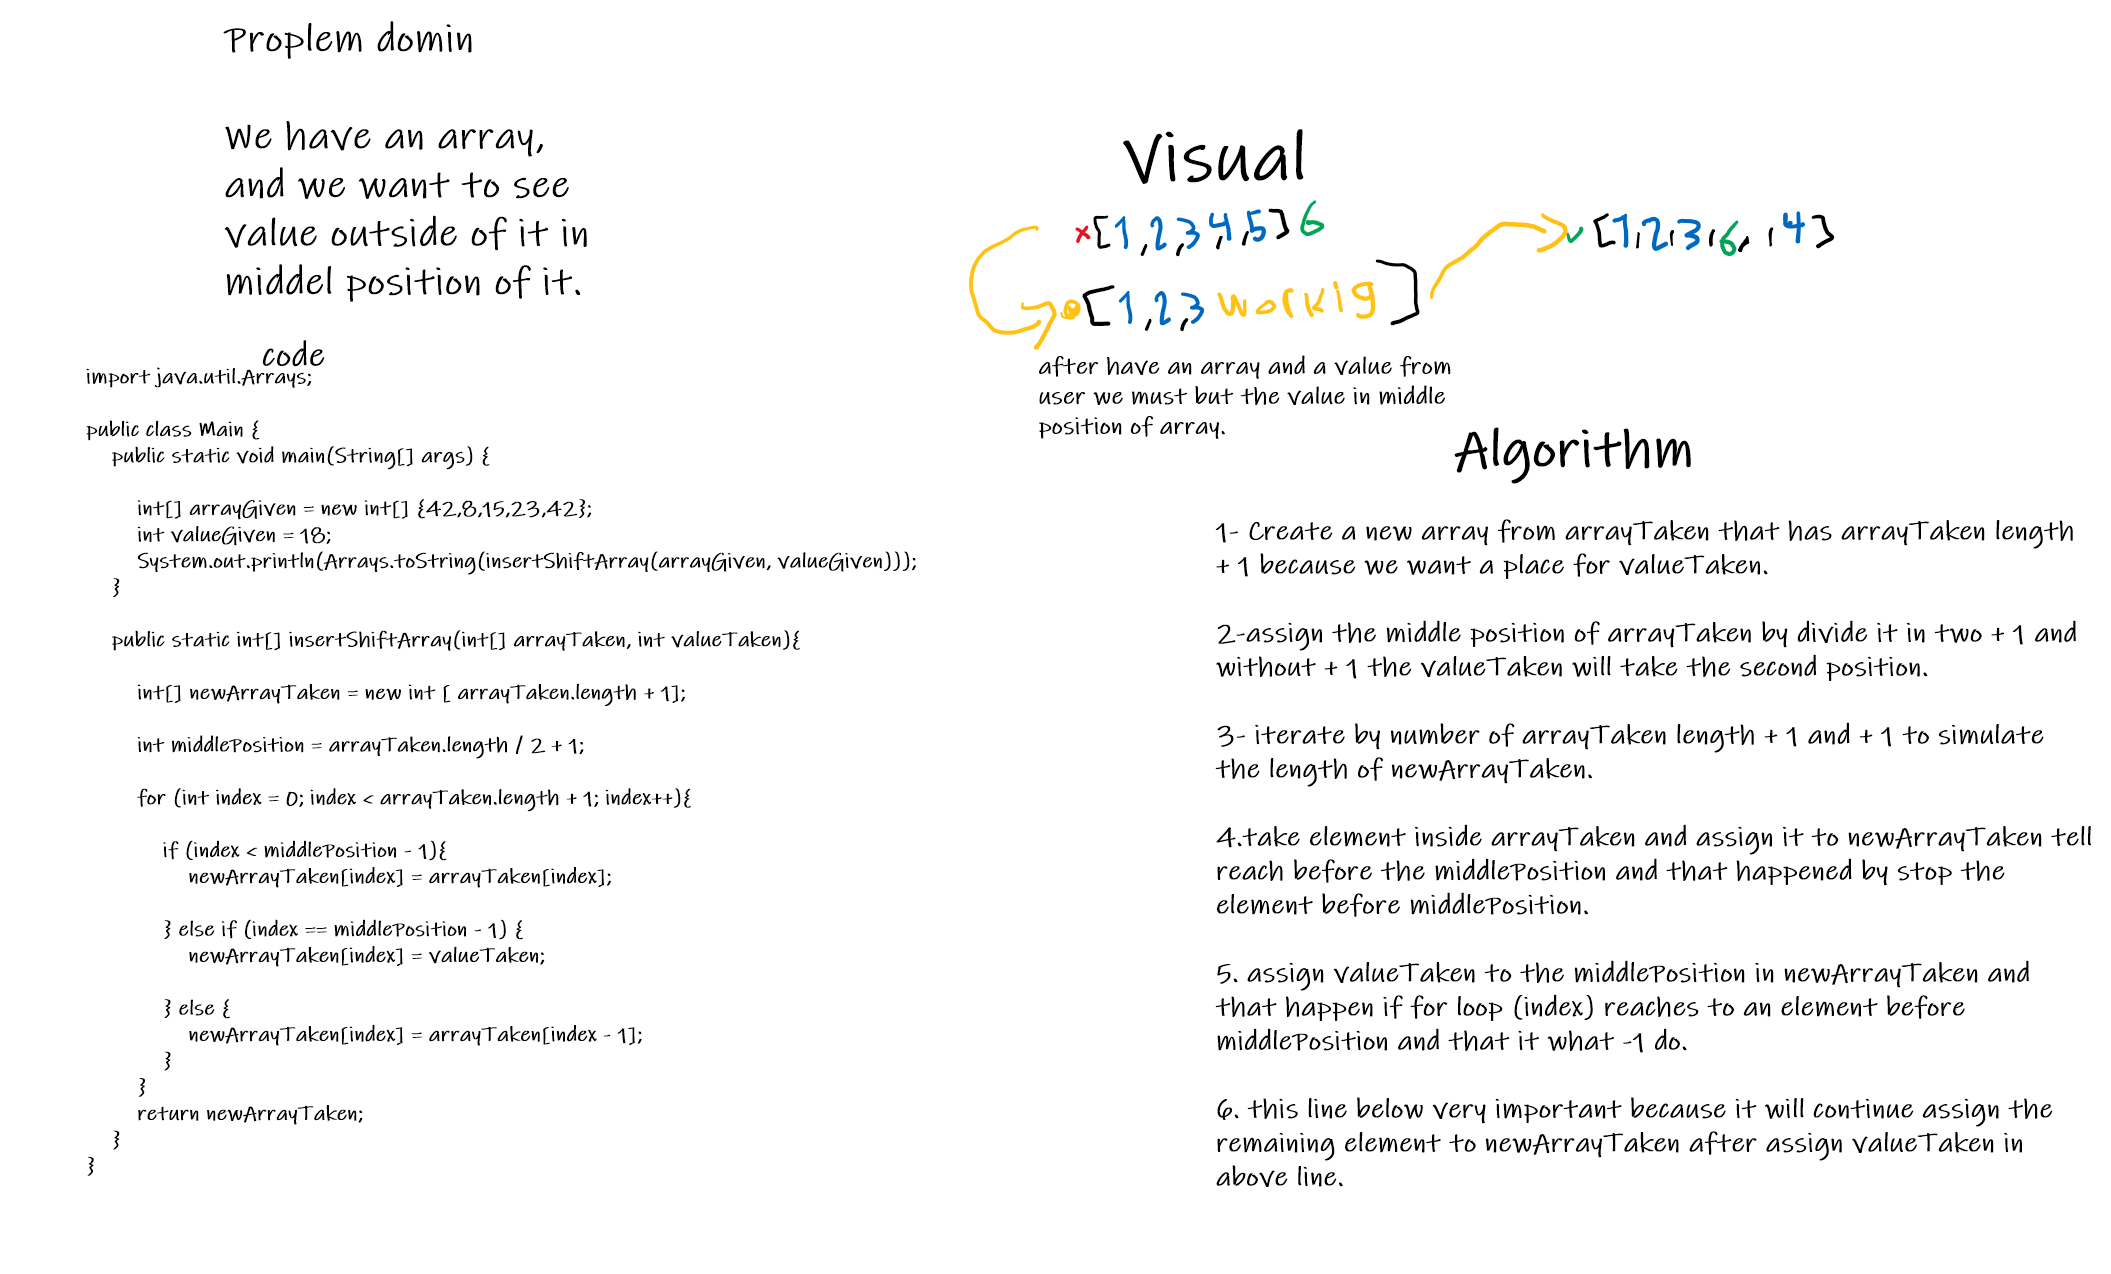 Proplem domin
We have an array,
and we want to see
value outside of it in
middel position of it.
code
import java.util.Arrays;
public class Main {
public static void main(String[] args) {
int[] arrayGiven = new int[] {42,8,15,23,42};
int valueGiven = 18;
System.out.println(Arrays.toString(insertShiftArray(arrayGiven, valueGiven)));
}
public static int[] insertShiftArray(int[] arrayTaken, int valueTaken){
int[] newArrayTaken = new int [ arrayTaken.length + 1];
int middlePosition = arrayTaken.length / 2 + 1;
for (int index = 0; index < arrayTaken.length + 1; index++){
if (index < middlePosition - 1){
newArrayTaken[index] = arrayTaken[index];
} else if (index == middlePosition - 1) {
newArrayTaken[index] = valueTaken;
} else {
newArrayTaken[index] = arrayTaken[index - 1];
}
}
return newArrayTaken;
}
}
Visual
×[1,2,3,4,5] 6
[1,2,3 workig ]
✓[1,2,3,6, ,4]
after have an array and a value from
user we must but the value in middle
position of array.
Algorithm
1- Create a new array from arrayTaken that has arrayTaken length
+ 1 because we want a place for valueTaken.
2-assign the middle position of arrayTaken by divide it in two + 1 and
without + 1 the valueTaken will take the second position.
3- iterate by number of arrayTaken length + 1 and + 1 to simulate
the length of newArrayTaken.
4.take element inside arrayTaken and assign it to newArrayTaken tell
reach before the middlePosition and that happened by stop the
element before middlePosition.
5. assign valueTaken to the middlePosition in newArrayTaken and
that happen if for loop (index) reaches to an element before
middlePosition and that it what -1 do.
6. this line below very important because it will continue assign the
remaining element to newArrayTaken after assign valueTaken in
above line.